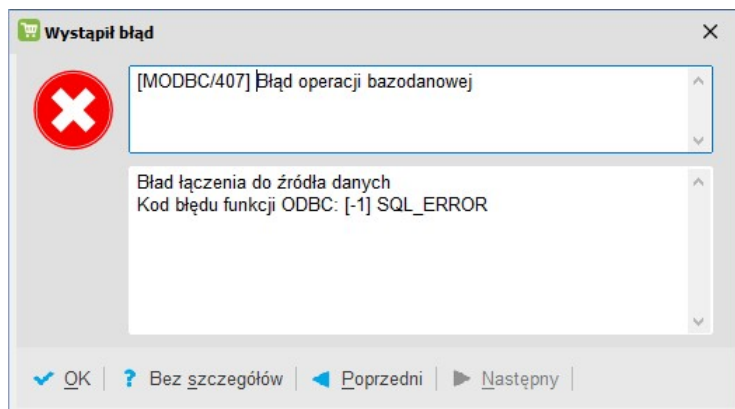 Wystąpił błąd
[MODBC/407] Błąd operacji bazodanowej
Bład łączenia do źródła danych
Kod błędu funkcji ODBC: [-1] SQL_ERROR
OK | ? Bez szczegółów | Poprzedni | Następny |